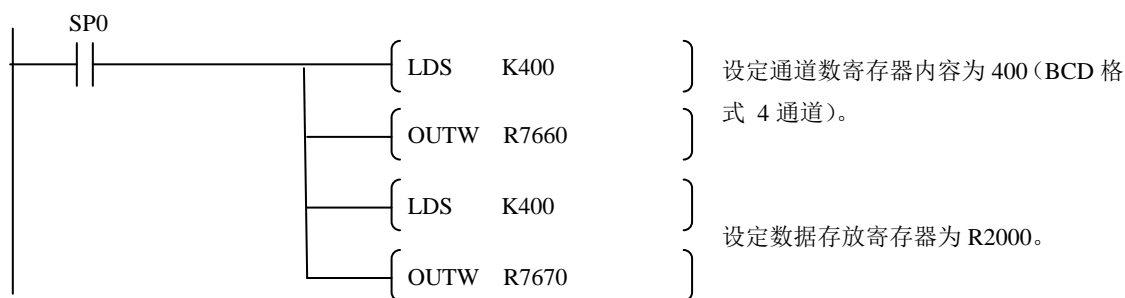 SP0
LDS K400
OUTW R7660
LDS K400
OUTW R7670
设定通道数寄存器内容为 400（BCD 格
式 4 通道）。
设定数据存放寄存器为 R2000。